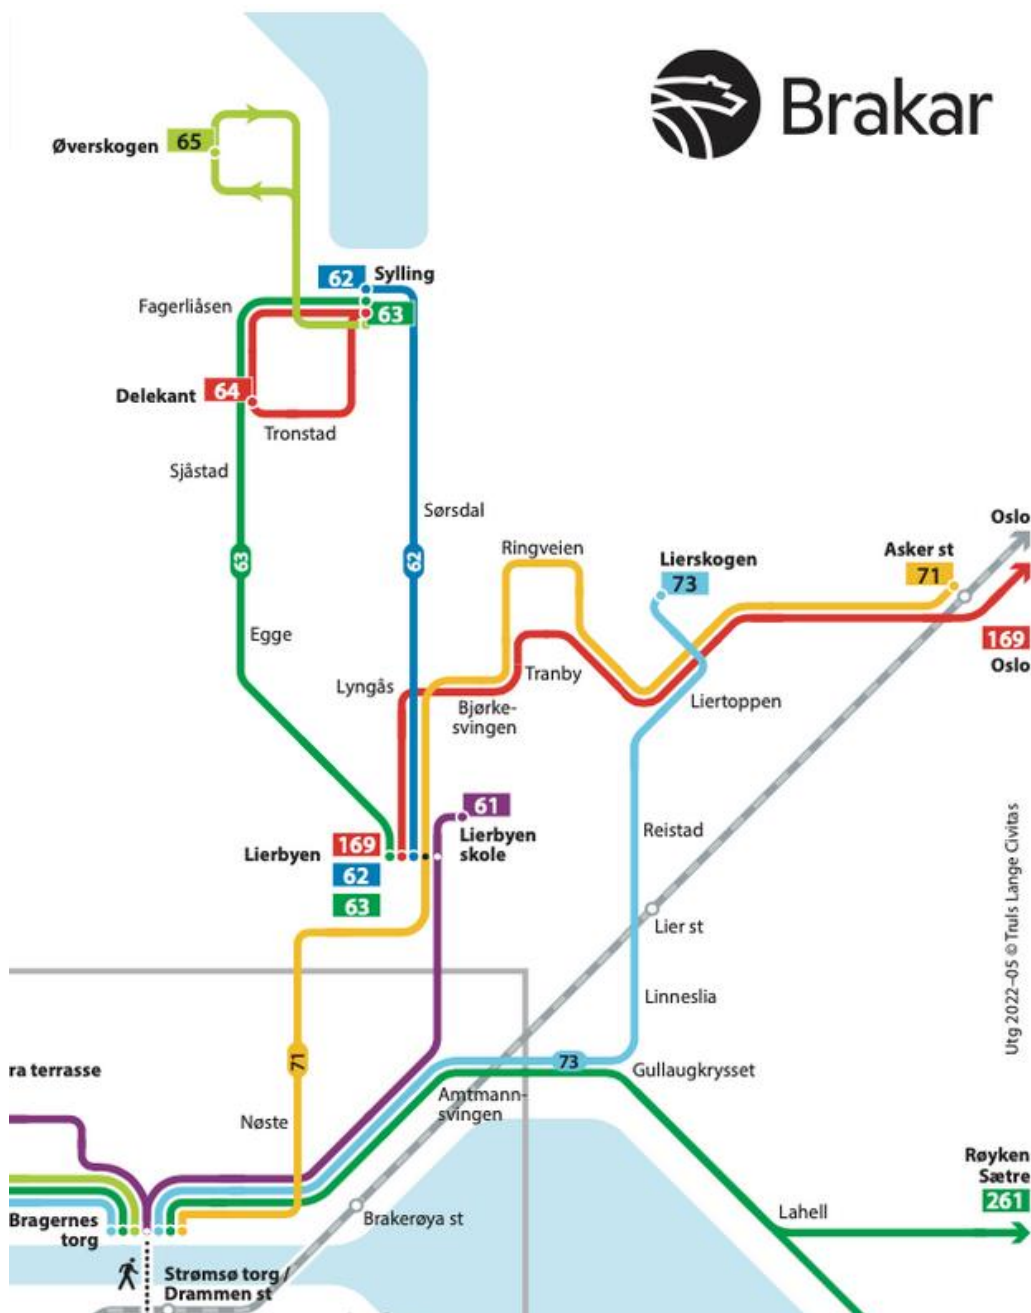 Brakar
Øverskogen
65
62
Sylling
Fagerliåsen
63
Delekant
64
Tronstad
Sjåstad
Sørsdal
Oslo
Ringveien
Lierskogen
73
Asker st
71
63
62
169
Oslo
Egge
Tranby
Lyngås
Bjørke-
svingen
Liertoppen
61
Lierbyen
skole
Reistad
Lierbyen
169
62
63
Lier st
Linneslia
Utg 2022–05 © Truls Lange Civitas
ra terrasse
71
73
Gullaugkrysset
Amtmann-
svingen
Nøste
Røyken
Sætre
261
Lahell
Bragernes
torg
Brakerøya st
Strømsø torg /
Drammen st